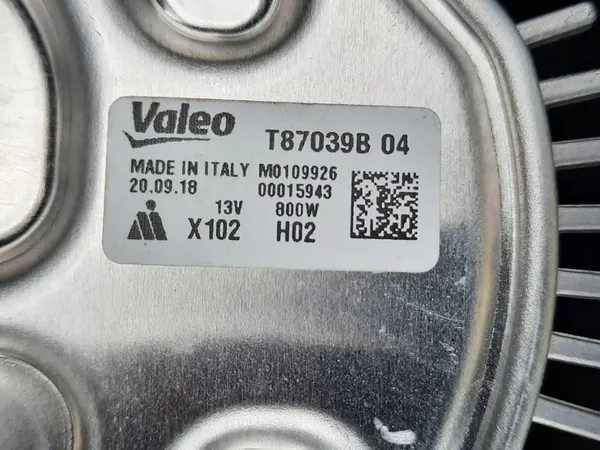 Valeo T87039B 04
MADE IN ITALY M0109926
20.09.18 00015943
13V 800W
X102 H02